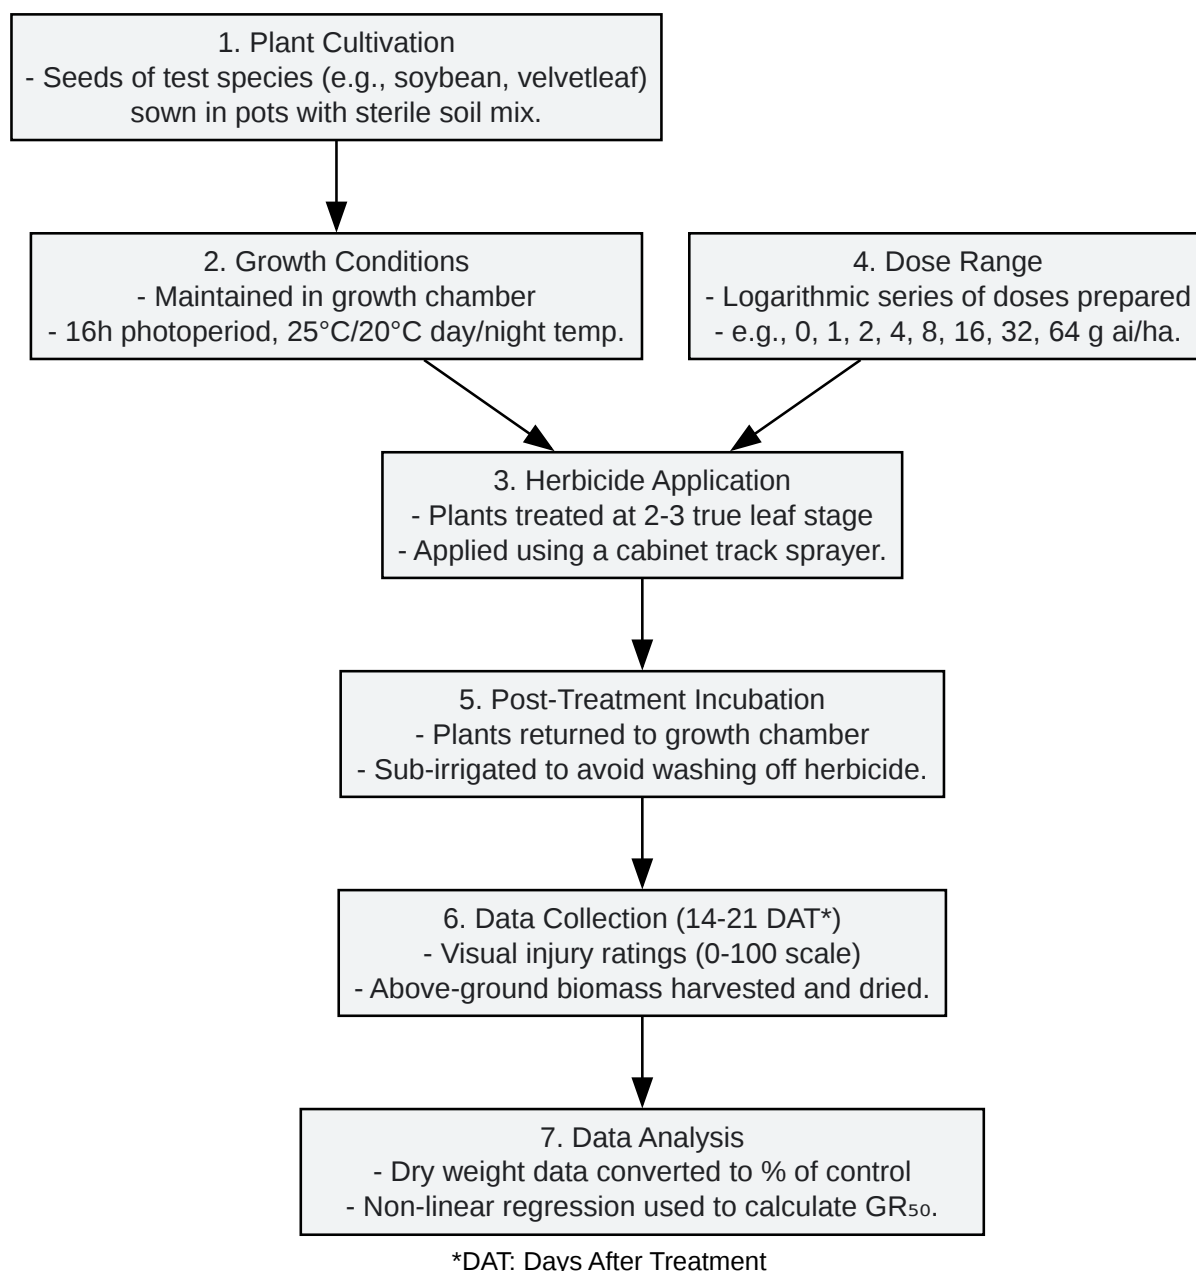 1. Plant Cultivation
- Seeds of test species (e.g., soybean, velvetleaf)
sown in pots with sterile soil mix.
2. Growth Conditions
- Maintained in growth chamber
- 16h photoperiod, 25°C/20°C day/night temp.
4. Dose Range
- Logarithmic series of doses prepared
- e.g., 0, 1, 2, 4, 8, 16, 32, 64 g ai/ha.
3. Herbicide Application
- Plants treated at 2-3 true leaf stage
- Applied using a cabinet track sprayer.
5. Post-Treatment Incubation
- Plants returned to growth chamber
- Sub-irrigated to avoid washing off herbicide.
6. Data Collection (14-21 DAT*)
- Visual injury ratings (0-100 scale)
- Above-ground biomass harvested and dried.
7. Data Analysis
- Dry weight data converted to % of control
- Non-linear regression used to calculate GR₅₀.
*DAT: Days After Treatment